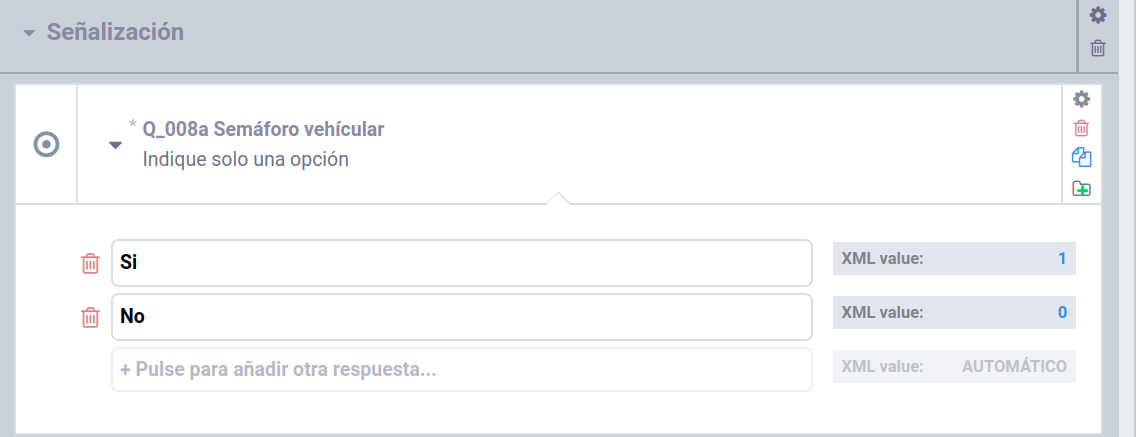 Señalización
* Q_008a Semáforo vehícular
Indique solo una opción
Si XML value: 1
No XML value: 0
+ Pulse para añadir otra respuesta... XML value: AUTOMÁTICO